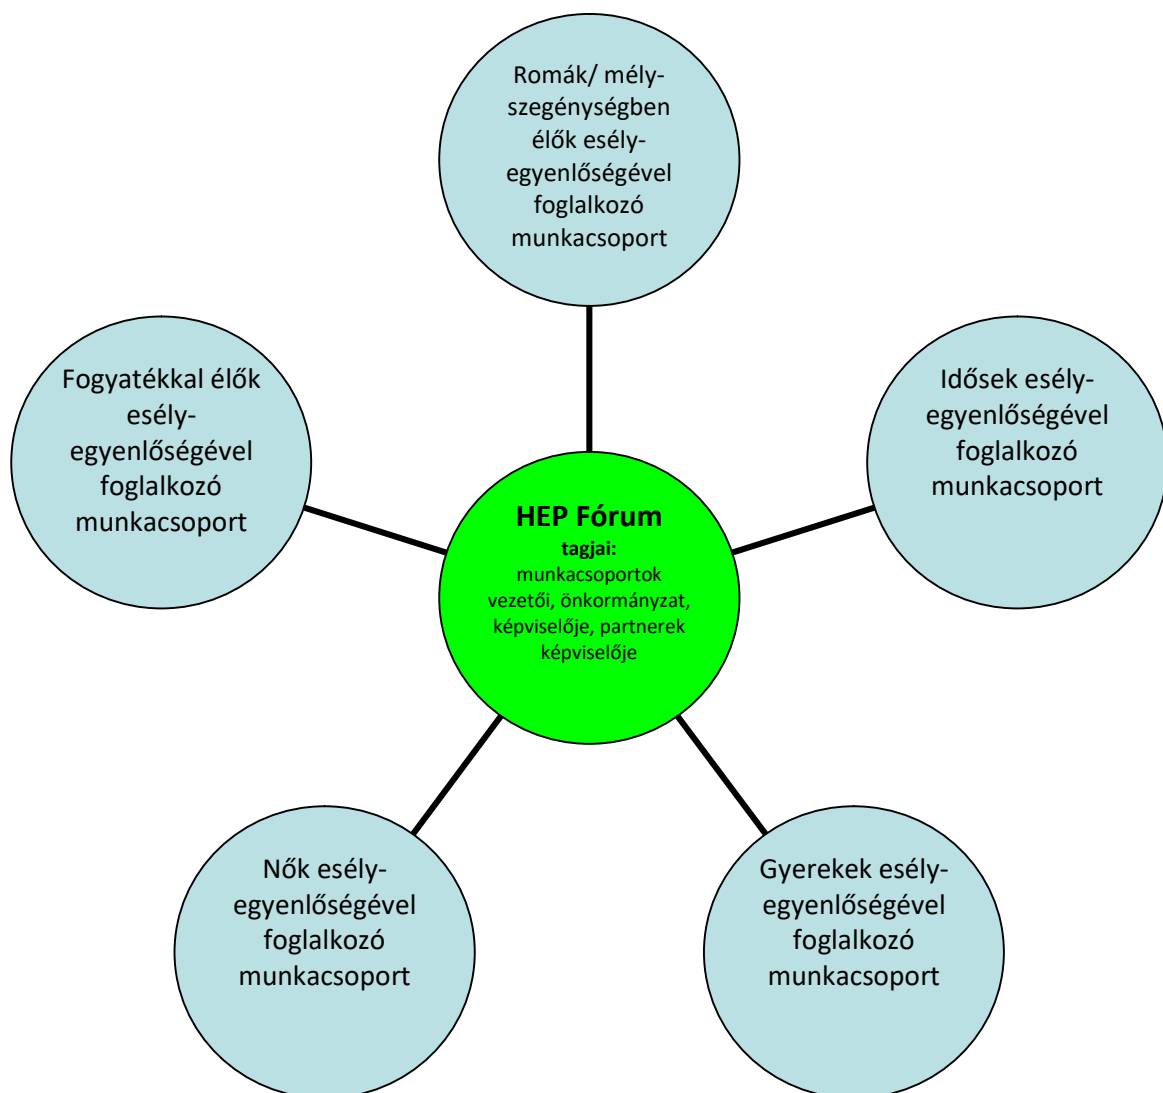 Romák/ mély-
szegénységben
élők esély-
egyenlőségével
foglalkozó
munkacsoport
Fogyatékkal élők
esély-
egyenlőségével
foglalkozó
munkacsoport
Idősek esély-
egyenlőségével
foglalkozó
munkacsoport
HEP Fórum
tagjai:
munkacsoportok
vezetői, önkormányzat,
képviselője, partnerek
képviselője
Nők esély-
egyenlőségével
foglalkozó
munkacsoport
Gyerekek esély-
egyenlőségével
foglalkozó
munkacsoport